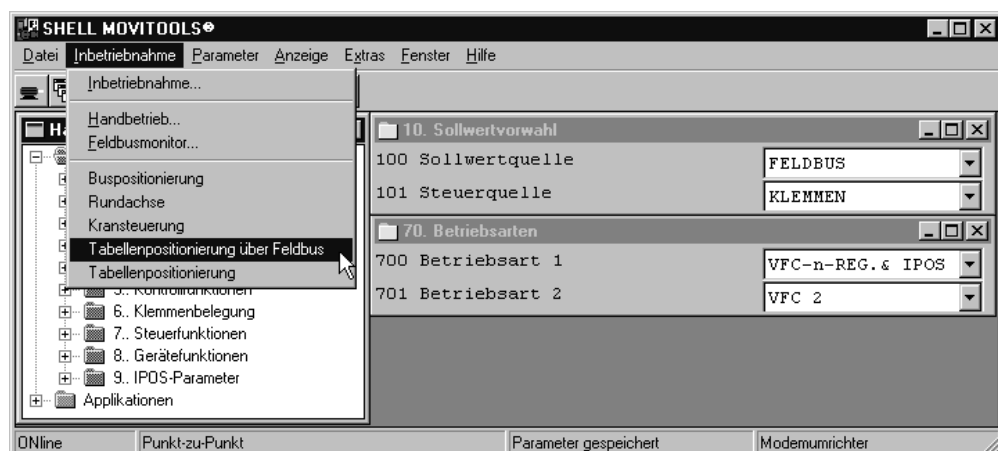 SHELL MOVITOOLS®
Datei Inbetriebnahme Parameter Anzeige Extras Fenster Hilfe
Inbetriebnahme...
Handbetrieb...
Feldbusmonitor...
Buspositionierung
Rundachse
Kransteuerung
Tabellenpositionierung über Feldbus
Tabellenpositionierung
5.. Kontrollfunktionen
6.. Klemmenbelegung
7.. Steuerfunktionen
8.. Gerätefunktionen
9.. IPOS-Parameter
Applikationen
10. Sollwertvorwahl
100 Sollwertquelle FELDBUS
101 Steuerquelle KLEMMEN
70. Betriebsarten
700 Betriebsart 1 VFC-n-REG.& IPOS
701 Betriebsart 2 VFC 2
ONline Punkt-zu-Punkt Parameter gespeichert Modemumrichter